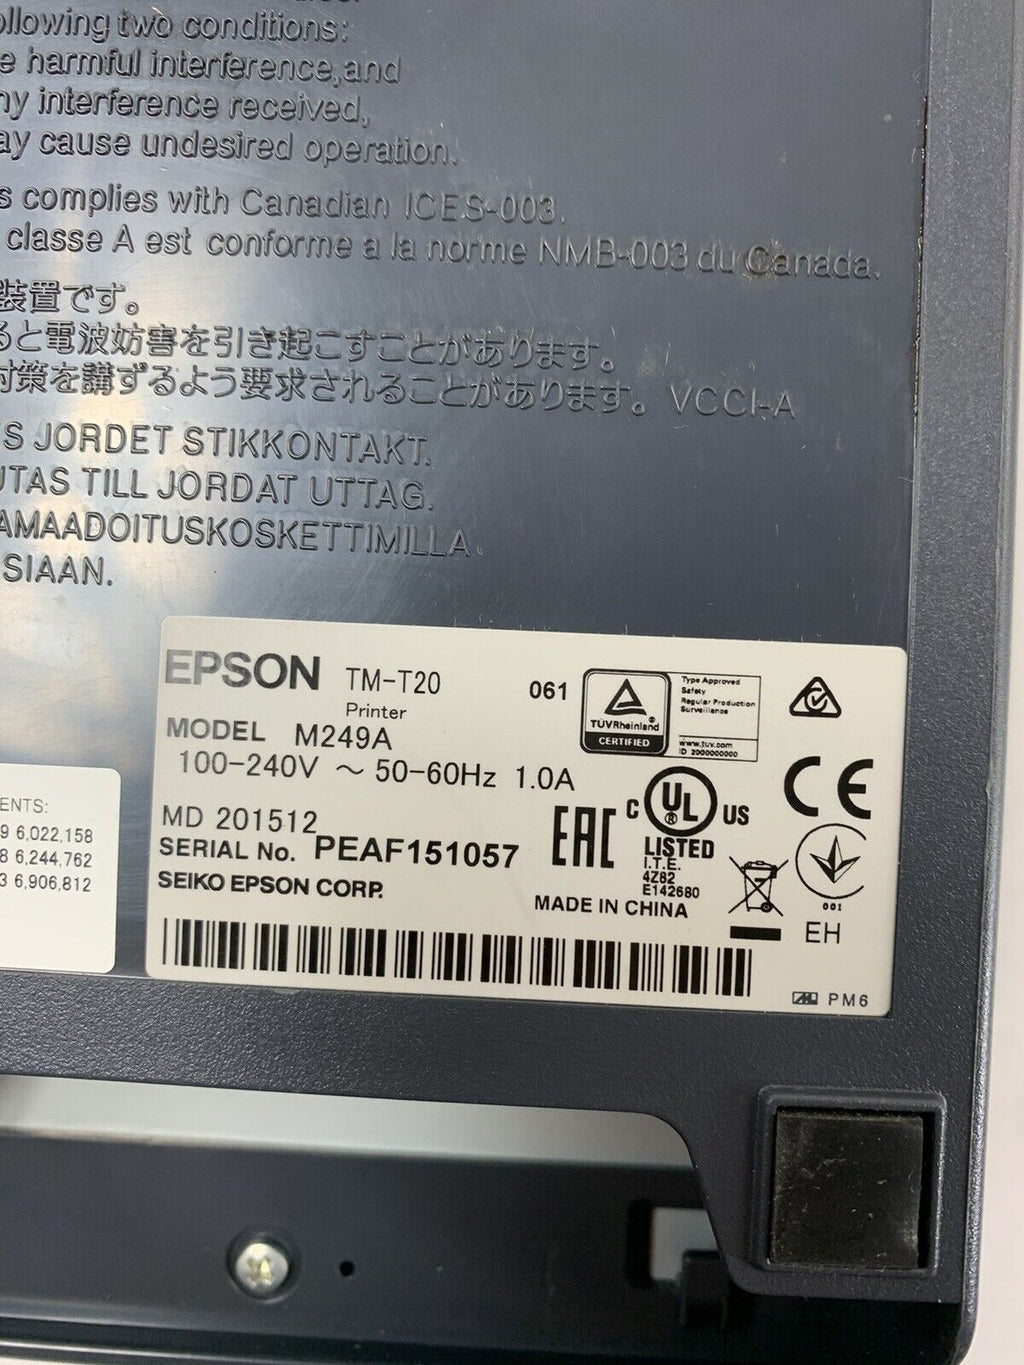 ollowing two conditions:
e harmful interference,and
ny interference received,
ay cause undesired operation.
s complies with Canadian ICES-003.
classe A est conforme a la norme NMB-003 du Canada.
装置です。
ると電波妨害を引き起こすことがあります。
対策を講ずるよう要求されることがあります。 VCCI-A
S JORDET STIKKONTAKT.
UTAS TILL JORDAT UTTAG.
AMAADOITUSKOSKETTIMILLA
SIAAN.
EPSON TM-T20
Printer
MODEL M249A
100-240V ～ 50-60Hz 1.0A
MD 201512
SERIAL No. PEAF151057
SEIKO EPSON CORP.
061
TÜVRheinland®
CERTIFIED
Type Approved
Safety
Regular Production
Surveillance
www.tuv.com
ID 2000000000
CE
EAC
C UL® US
LISTED
I.T.E.
4Z82
E142680
MADE IN CHINA
001
EH
PM6
ENTS:
9 6,022,158
8 6,244,762
3 6,906,812